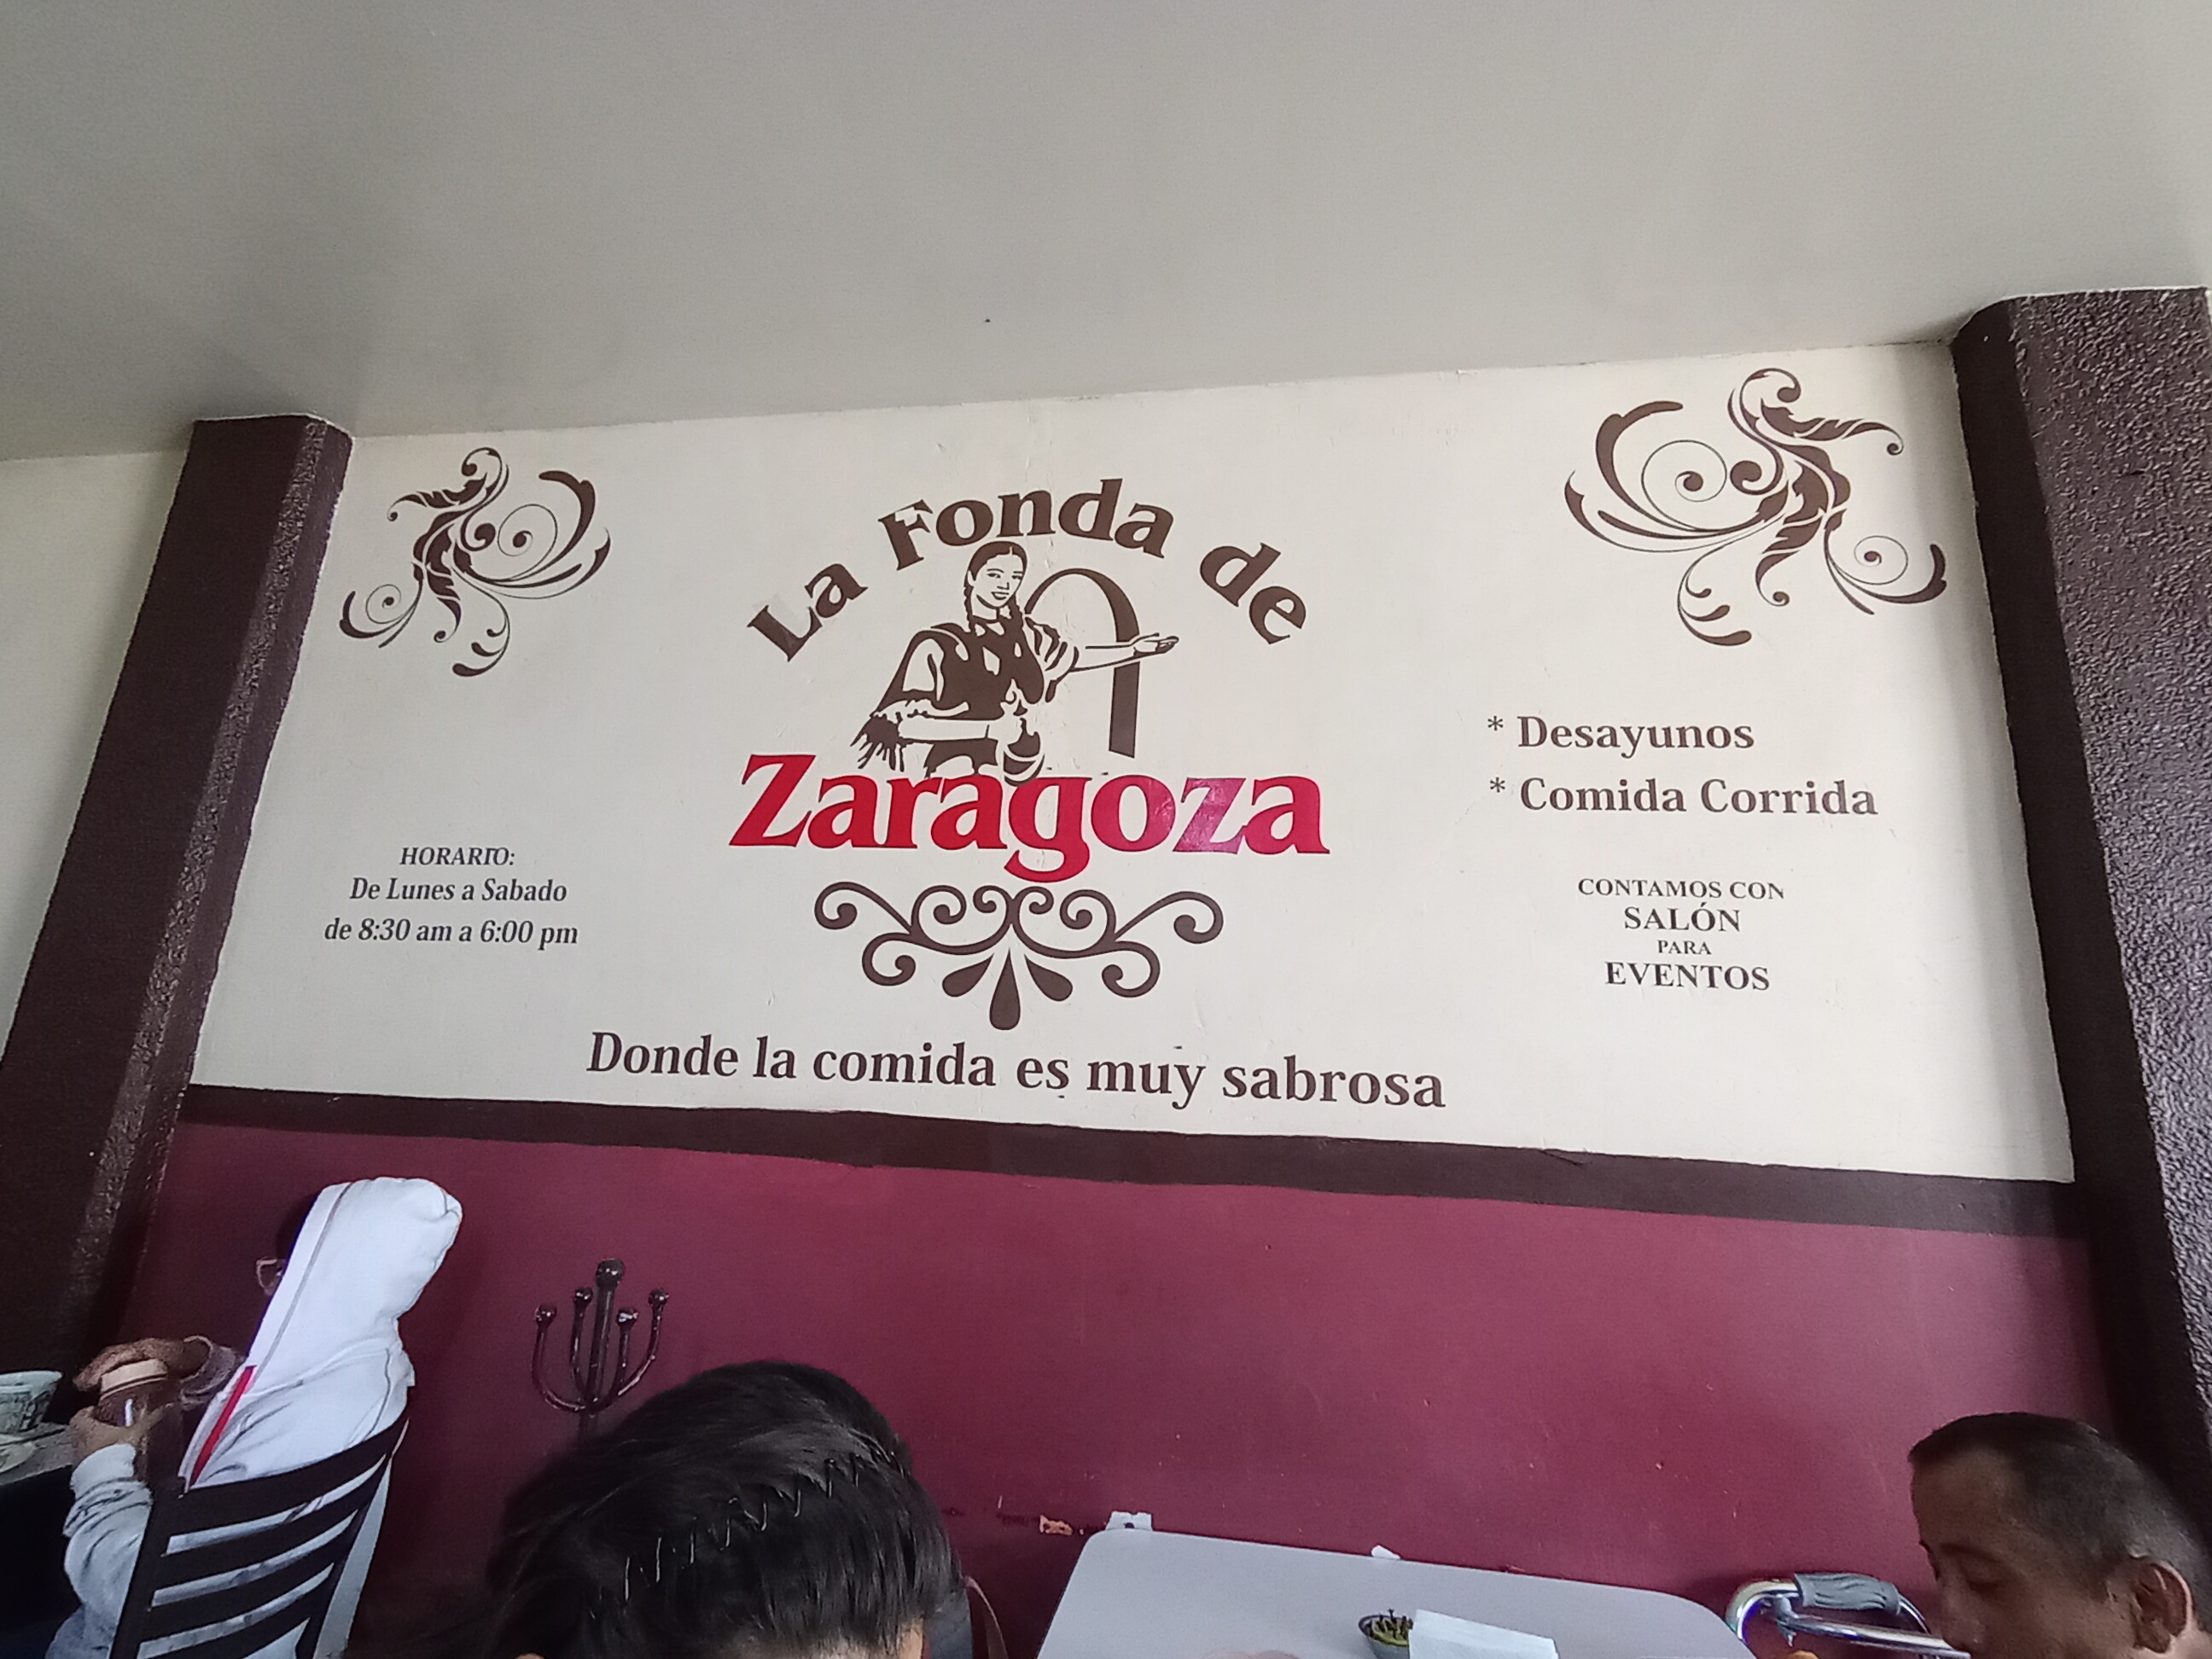 La Fonda de
Zaragoza
HORARIO:
De Lunes a Sabado
de 8:30 am a 6:00 pm
* Desayunos
* Comida Corrida
CONTAMOS CON
SALÓN
PARA
EVENTOS
Donde la comida es muy sabrosa